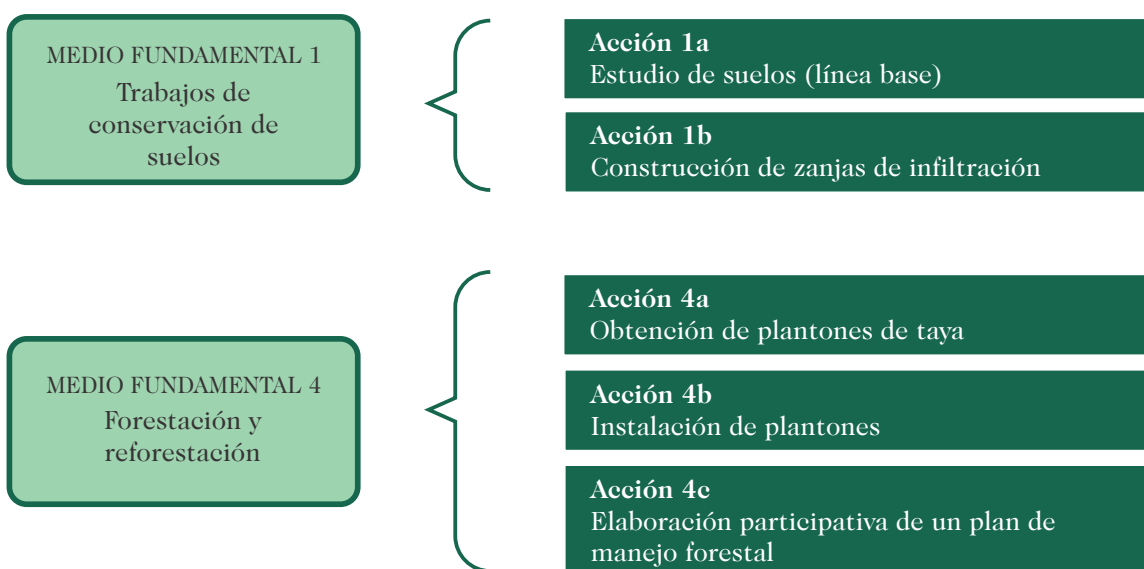 MEDIO FUNDAMENTAL 1
Trabajos de
conservación de
suelos
Acción 1a
Estudio de suelos (línea base)
Acción 1b
Construcción de zanjas de infiltración
MEDIO FUNDAMENTAL 4
Forestación y
reforestación
Acción 4a
Obtención de plantones de taya
Acción 4b
Instalación de plantones
Acción 4c
Elaboración participativa de un plan de
manejo forestal